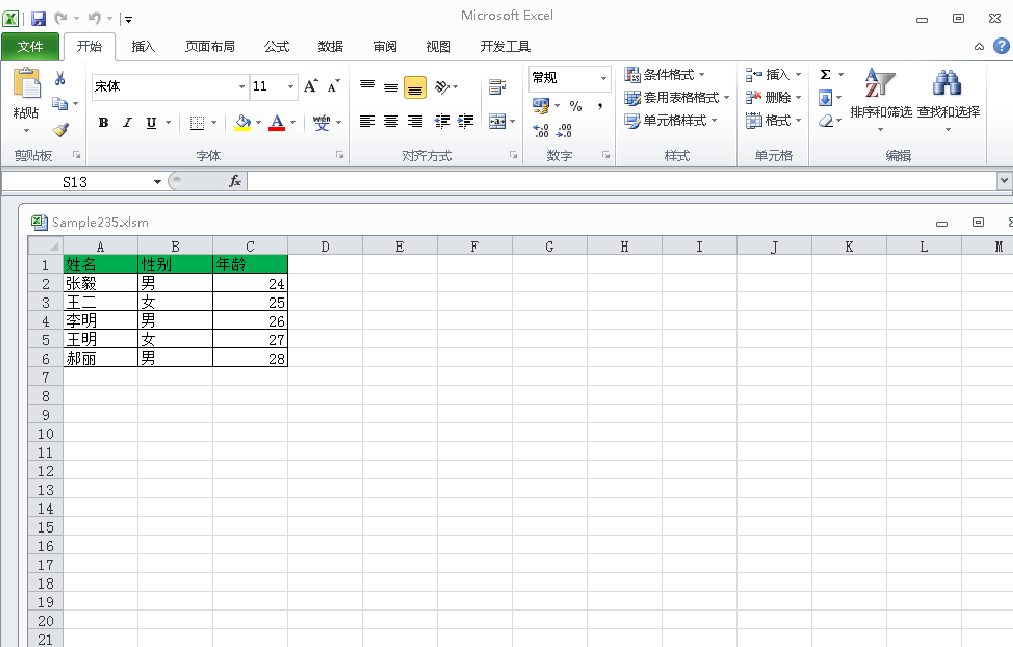 Microsoft Excel
文件 开始 插入 页面布局 公式 数据 审阅 视图 开发工具
宋体 11 常规 条件格式 插入 Σ
粘贴 套用表格格式 删除 排序和筛选 查找和选择
B I U A wén % , 单元格样式 格式
剪贴板 字体 对齐方式 数字 样式 单元格 编辑
S13 fx
Sample235.xlsm
A B C D E F G H I J K L M
1 姓名 性别 年龄
2 张毅 男 24
3 王二 女 25
4 李明 男 26
5 王明 女 27
6 郝丽 男 28
7
8
9
10
11
12
13
14
15
16
17
18
19
20
21